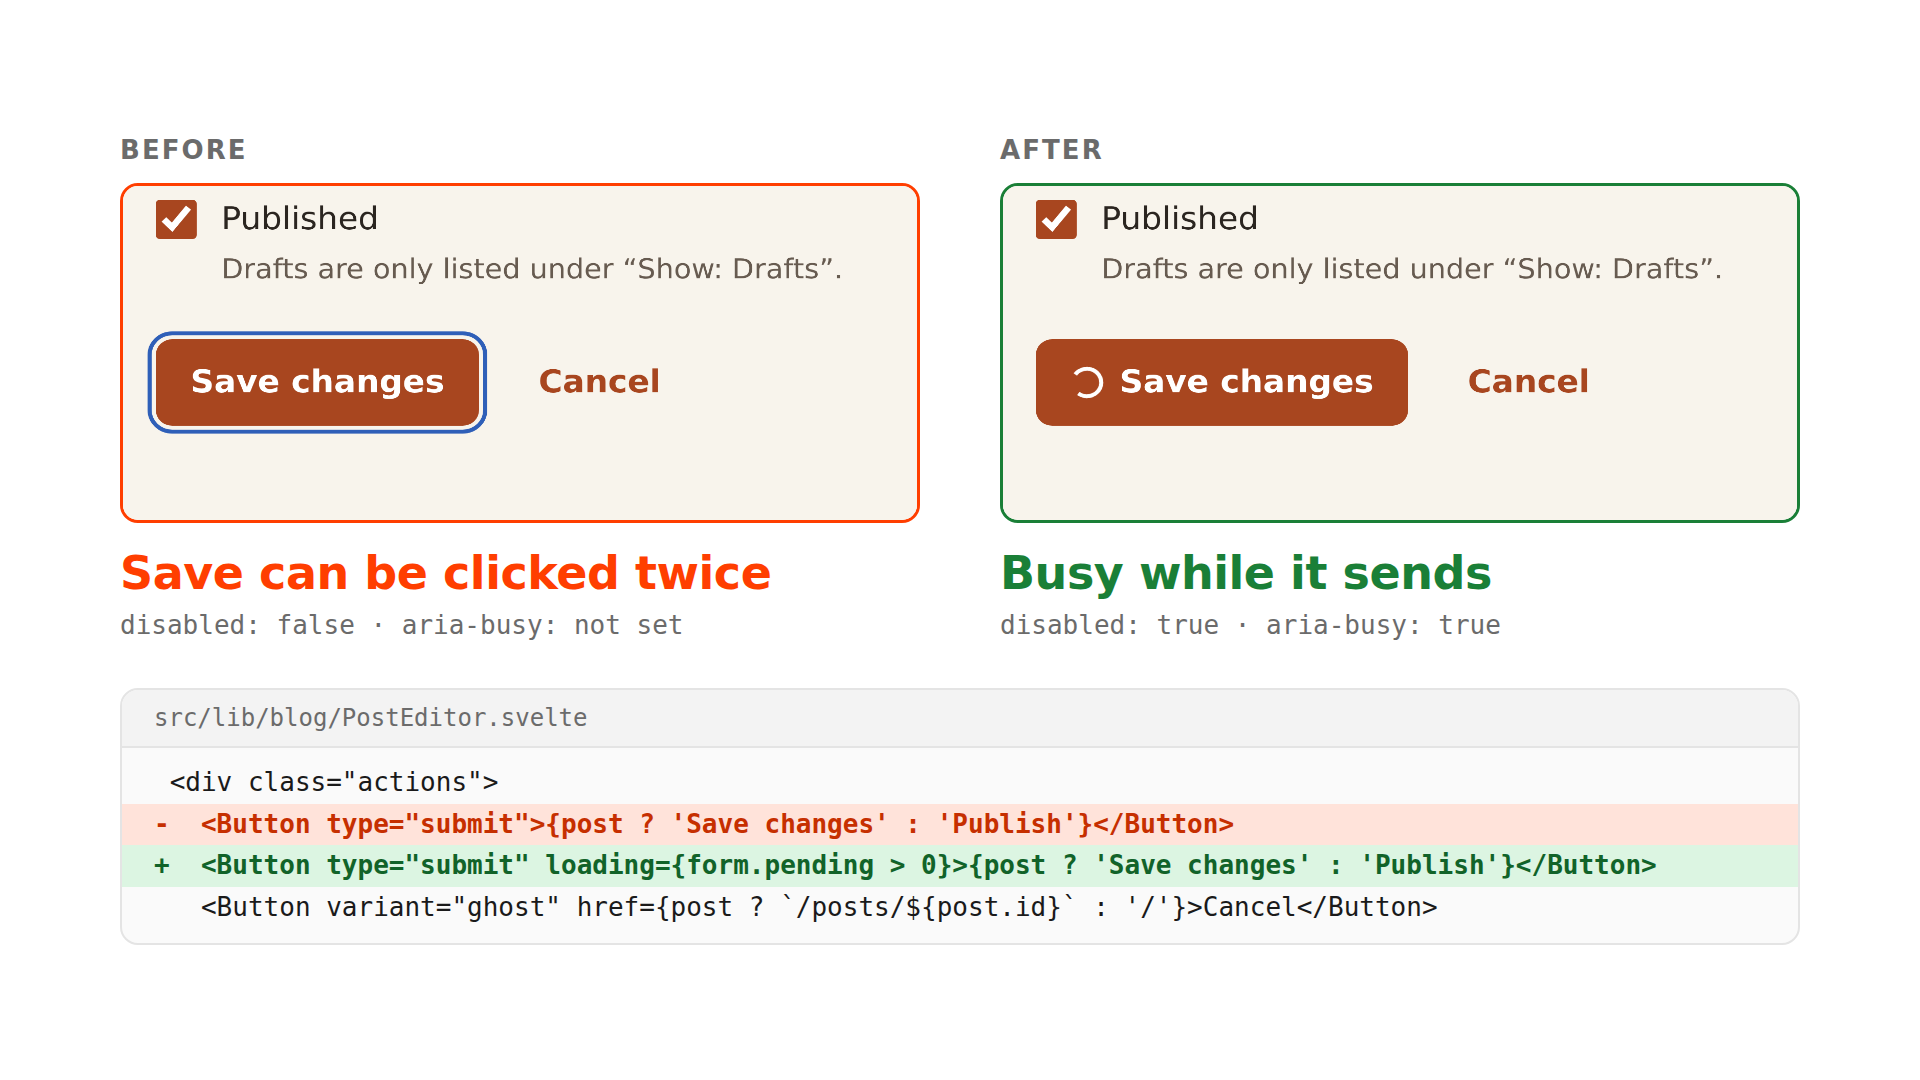 BEFORE
Published
Drafts are only listed under “Show: Drafts”.
Save changes
Cancel
Save can be clicked twice
disabled: false · aria-busy: not set
AFTER
Published
Drafts are only listed under “Show: Drafts”.
Save changes
Cancel
Busy while it sends
disabled: true · aria-busy: true
src/lib/blog/PostEditor.svelte
<div class="actions">
-  <Button type="submit">{post ? 'Save changes' : 'Publish'}</Button>
+  <Button type="submit" loading={form.pending > 0}>{post ? 'Save changes' : 'Publish'}</Button>
<Button variant="ghost" href={post ? `/posts/${post.id}` : '/'}>Cancel</Button>